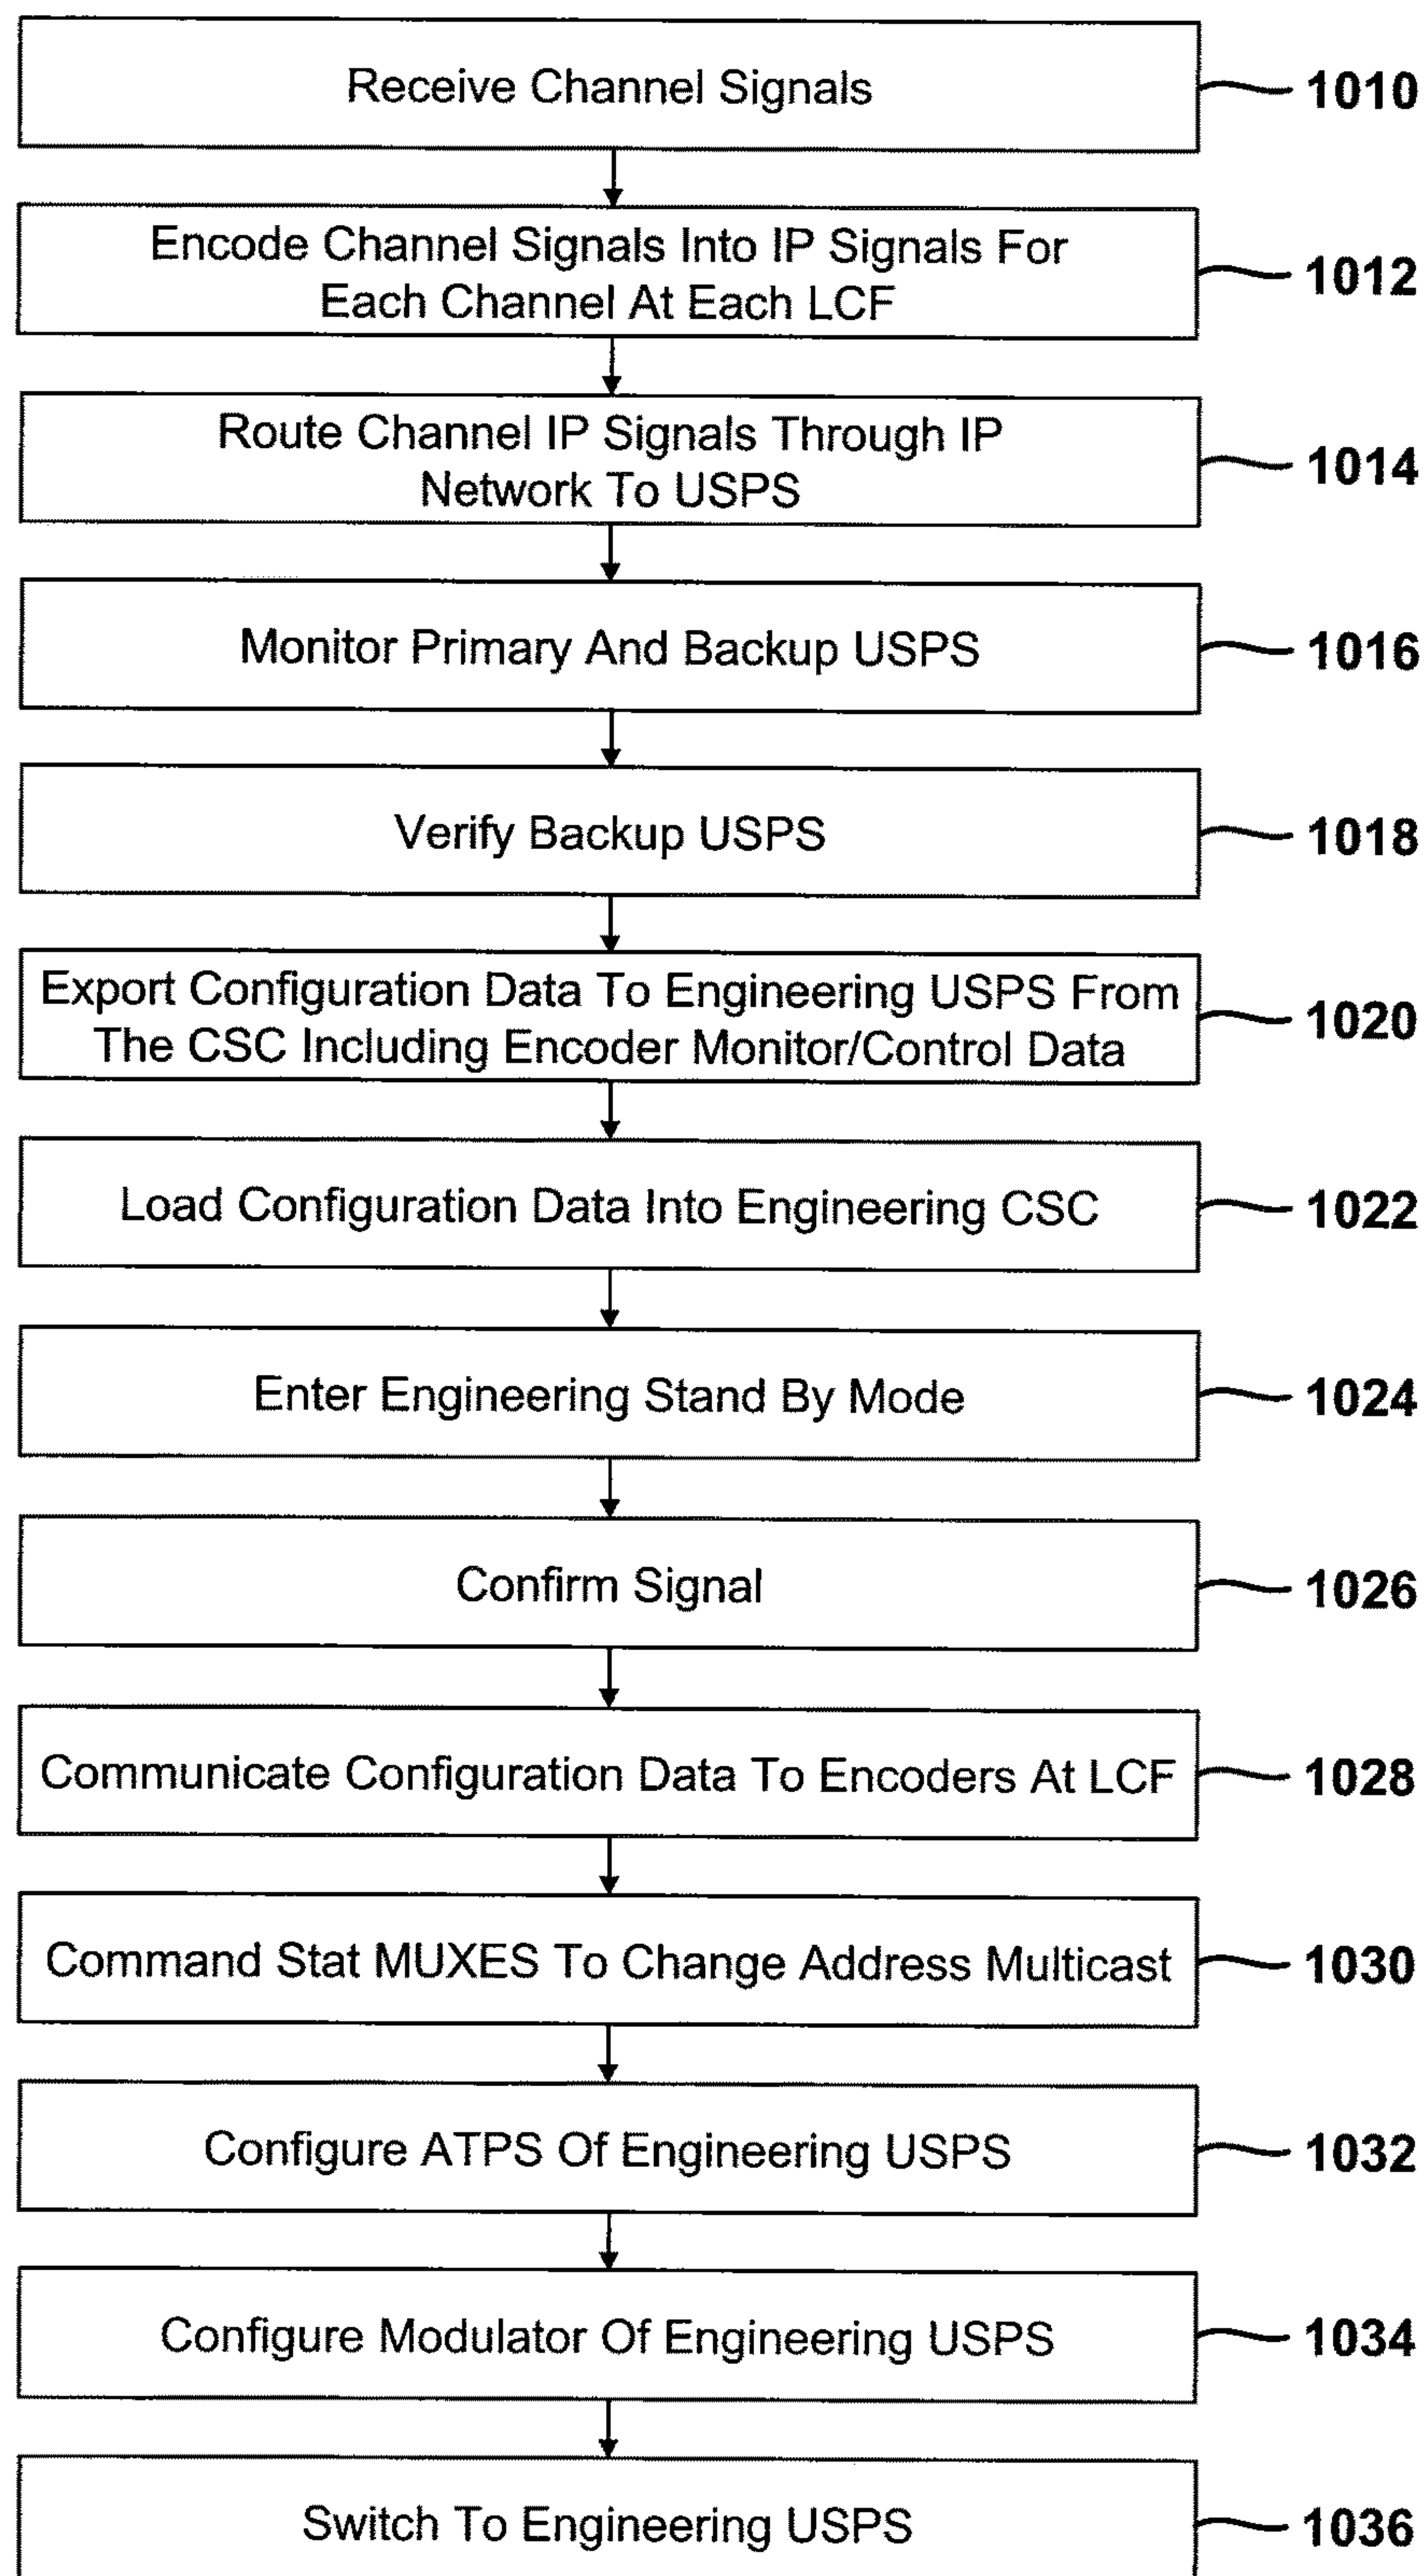 Receive Channel Signals
1010
Encode Channel Signals Into IP Signals For
Each Channel At Each LCF
1012
Route Channel IP Signals Through IP
Network To USPS
1014
Monitor Primary And Backup USPS
1016
Verify Backup USPS
1018
Export Configuration Data To Engineering USPS From
The CSC Including Encoder Monitor/Control Data
1020
Load Configuration Data Into Engineering CSC
1022
Enter Engineering Stand By Mode
1024
Confirm Signal
1026
Communicate Configuration Data To Encoders At LCF
1028
Command Stat MUXES To Change Address Multicast
1030
Configure ATPS Of Engineering USPS
1032
Configure Modulator Of Engineering USPS
1034
Switch To Engineering USPS
1036